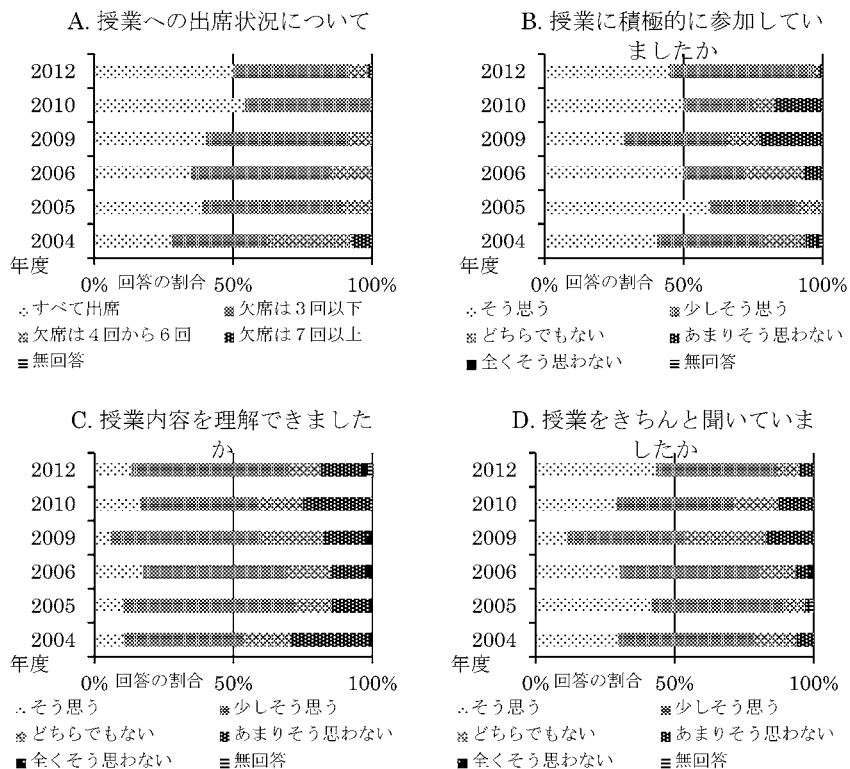 A. 授業への出席状況について
2012
2010
2009
2006
2005
2004
年度
0% 回答の割合 50% 100%
すべて出席 欠席は３回以下
欠席は４回から６回 欠席は７回以上
無回答
B. 授業に積極的に参加してい
ましたか
2012
2010
2009
2006
2005
2004
年度
0% 回答の割合 50% 100%
そう思う 少しそう思う
どちらでもない あまりそう思わない
全くそう思わない 無回答
C. 授業内容を理解できました
か
2012
2010
2009
2006
2005
2004
年度
0% 回答の割合 50% 100%
そう思う 少しそう思う
どちらでもない あまりそう思わない
全くそう思わない 無回答
D. 授業をきちんと聞いていま
したか
2012
2010
2009
2006
2005
2004
年度
0% 回答の割合 50% 100%
そう思う 少しそう思う
どちらでもない あまりそう思わない
全くそう思わない 無回答